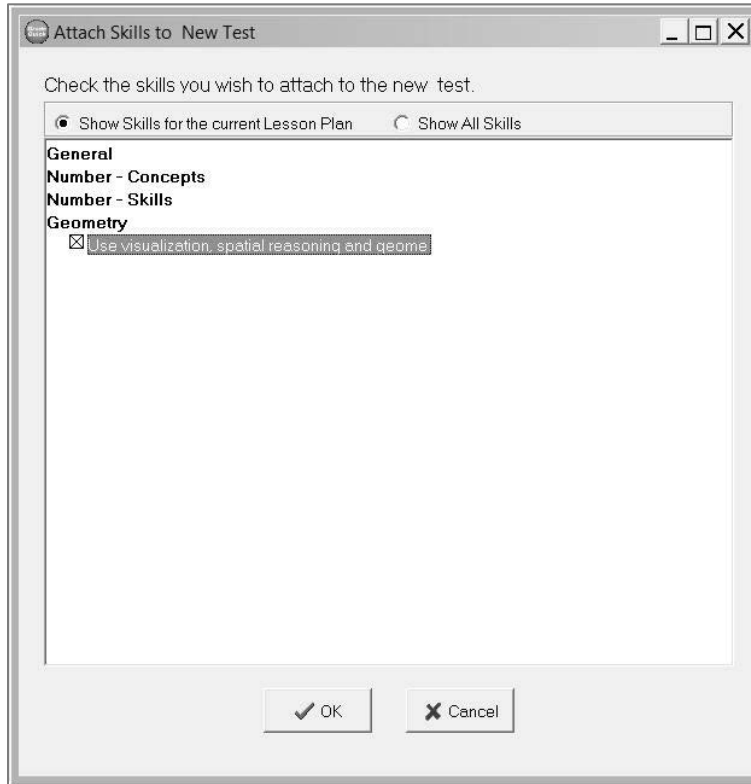 Attach Skills to New Test
Check the skills you wish to attach to the new test.
Show Skills for the current Lesson Plan Show All Skills
General
Number - Concepts
Number - Skills
Geometry
Use visualization, spatial reasoning and geome
OK Cancel